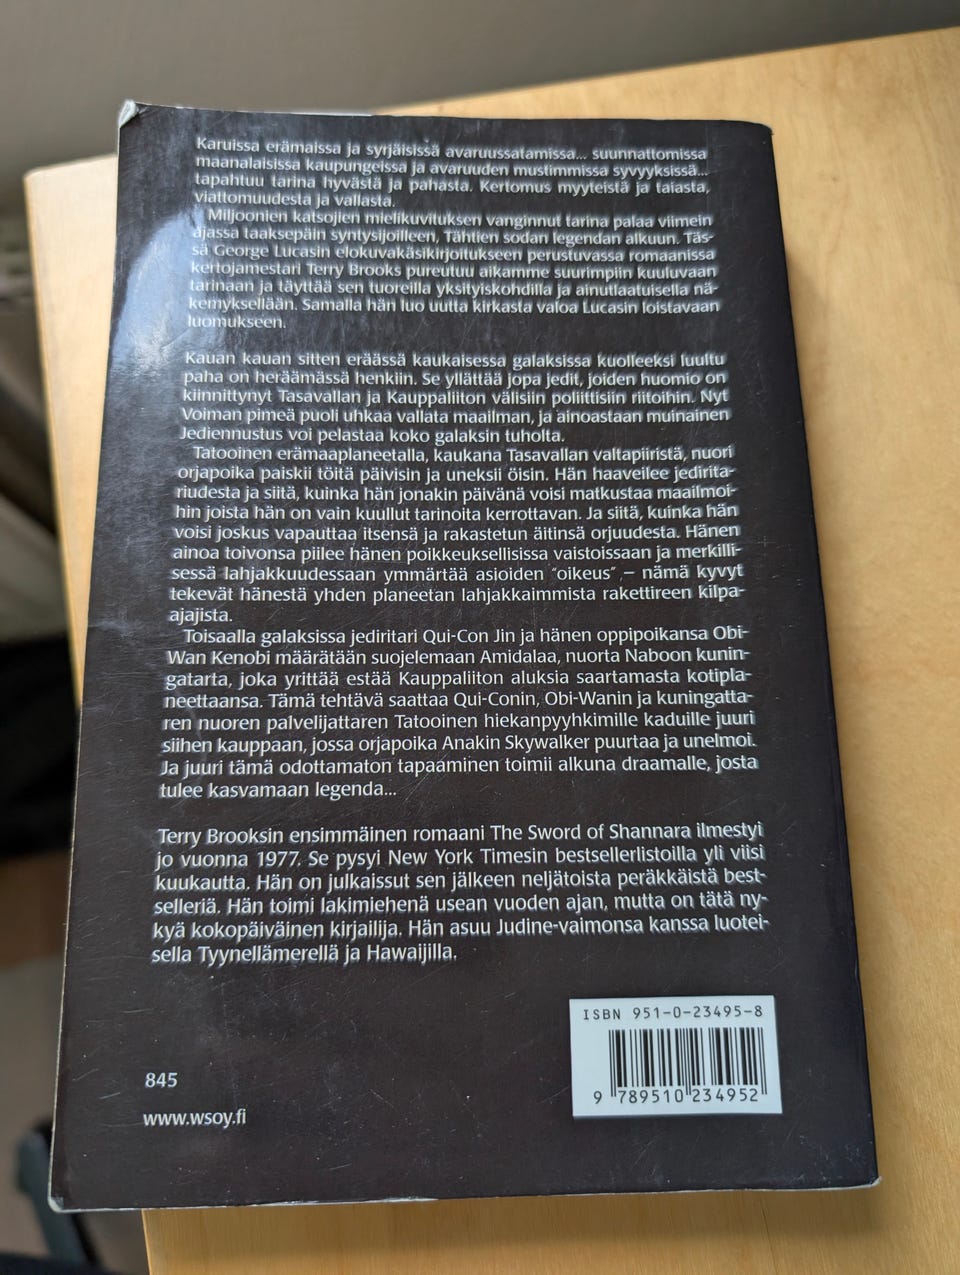 Karuissa erämaissa ja syrjäisissä avaruussatamissa... suunnattomissa
maanalaisissa kaupungeissa ja avaruuden mustimmissa syvyyksissä...
tapahtuu tarina hyvästä ja pahasta. Kertomus myyteistä ja taiasta,
viattomuudesta ja vallasta.
Miljoonien katsojien mielikuvituksen vanginnut tarina palaa viimein
ajassa taaksepäin syntysijoilleen, Tähtien sodan legendan alkuun. Täs-
sä George Lucasin elokuvakäsikirjoitukseen perustuvassa romaanissa
kertojamestari Terry Brooks pureutuu aikamme suurimpiin kuuluvaan
tarinaan ja täyttää sen tuoreilla yksityiskohdilla ja ainutlaatuisella nä-
kemyksellään. Samalla hän luo uutta kirkasta valoa Lucasin loistavaan
luomukseen.
Kauan kauan sitten eräässä kaukaisessa galaksissa kuolleeksi luultu
paha on heräämässä henkiin. Se yllättää jopa jedit, joiden huomio on
kiinnittynyt Tasavallan ja Kauppaliiton välisiin poliittisiin riitoihin. Nyt
Voiman pimeä puoli uhkaa vallata maailman, ja ainoastaan muinainen
Jediennustus voi pelastaa koko galaksin tuholta.
Tatooinen erämaaplaneetalla, kaukana Tasavallan valtapiiristä, nuori
orjapoika paiskii töitä päivisin ja uneksii öisin. Hän haaveilee jedirita-
riudesta ja siitä, kuinka hän jonakin päivänä voisi matkustaa maailmoi-
hin joista hän on vain kuullut tarinoita kerrottavan. Ja siitä, kuinka hän
voisi joskus vapauttaa itsensä ja rakastetun äitinsä orjuudesta. Hänen
ainoa toivonsa piilee hänen poikkeuksellisissa vaistoissaan ja merkilli-
sessä lahjakkuudessaan ymmärtää asioiden "oikeus" – nämä kyvyt
tekevät hänestä yhden planeetan lahjakkaimmista rakettireen kilpa-
ajajista.
Toisaalla galaksissa jediritari Qui-Con Jin ja hänen oppipoikansa Obi-
Wan Kenobi määrätään suojelemaan Amidalaa, nuorta Naboon kunin-
gatarta, joka yrittää estää Kauppaliiton aluksia saartamasta kotipla-
neettaansa. Tämä tehtävä saattaa Qui-Conin, Obi-Wanin ja kuningatta-
ren nuoren palvelijattaren Tatooinen hiekanpyyhkimille kaduille juuri
siihen kauppaan, jossa orjapoika Anakin Skywalker puurtaa ja unelmoi.
Ja juuri tämä odottamaton tapaaminen toimii alkuna draamalle, josta
tulee kasvamaan legenda...
Terry Brooksin ensimmäinen romaani The Sword of Shannara ilmestyi
jo vuonna 1977. Se pysyi New York Timesin bestsellerlistoilla yli viisi
kuukautta. Hän on julkaissut sen jälkeen neljätoista peräkkäistä best-
selleriä. Hän toimi lakimiehenä usean vuoden ajan, mutta on tätä ny-
kyä kokopäiväinen kirjailija. Hän asuu Judine-vaimonsa kanssa luotei-
sella Tyynellämerellä ja Hawaijilla.
ISBN 951-0-23495-8
9 789510 234952
845
www.wsoy.fi